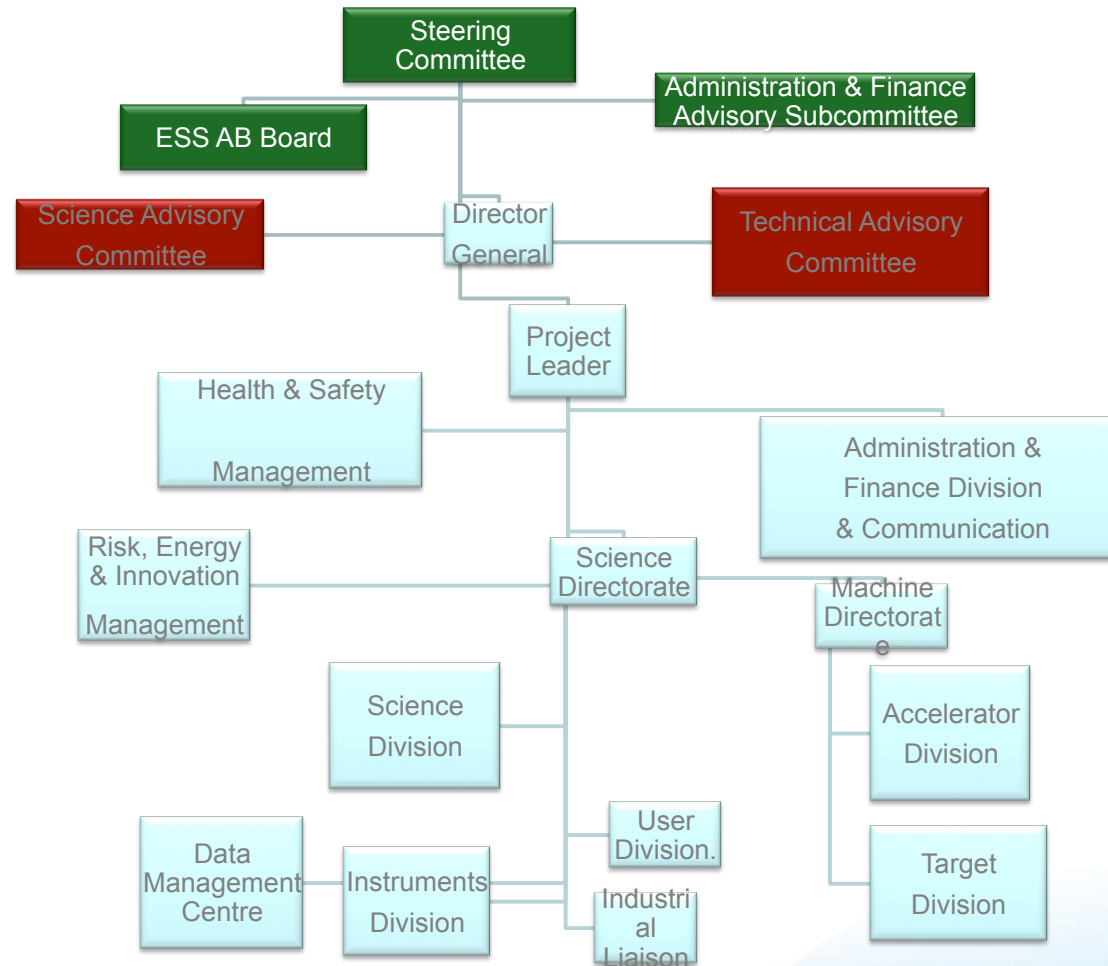 Steering
Committee
Administration & Finance
Advisory Subcommittee
ESS AB Board
Science Advisory
Committee
Director
General
Technical Advisory
Committee
Project
Leader
Health & Safety
Management
Administration &
Finance Division
& Communication
Risk, Energy
& Innovation
Management
Science
Directorate
Machine
Directorat
e
Science
Division
Accelerator
Division
User
Division.
Data
Management
Centre
Instruments
Division
Target
Division
Industri
al
Liaison